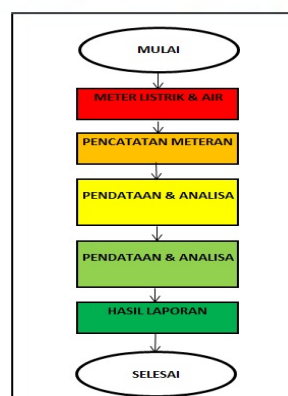 MULAI
METER LISTRIK & AIR
PENCATATAN METERAN
PENDATAAN & ANALISA
PENDATAAN & ANALISA
HASIL LAPORAN
SELESAI